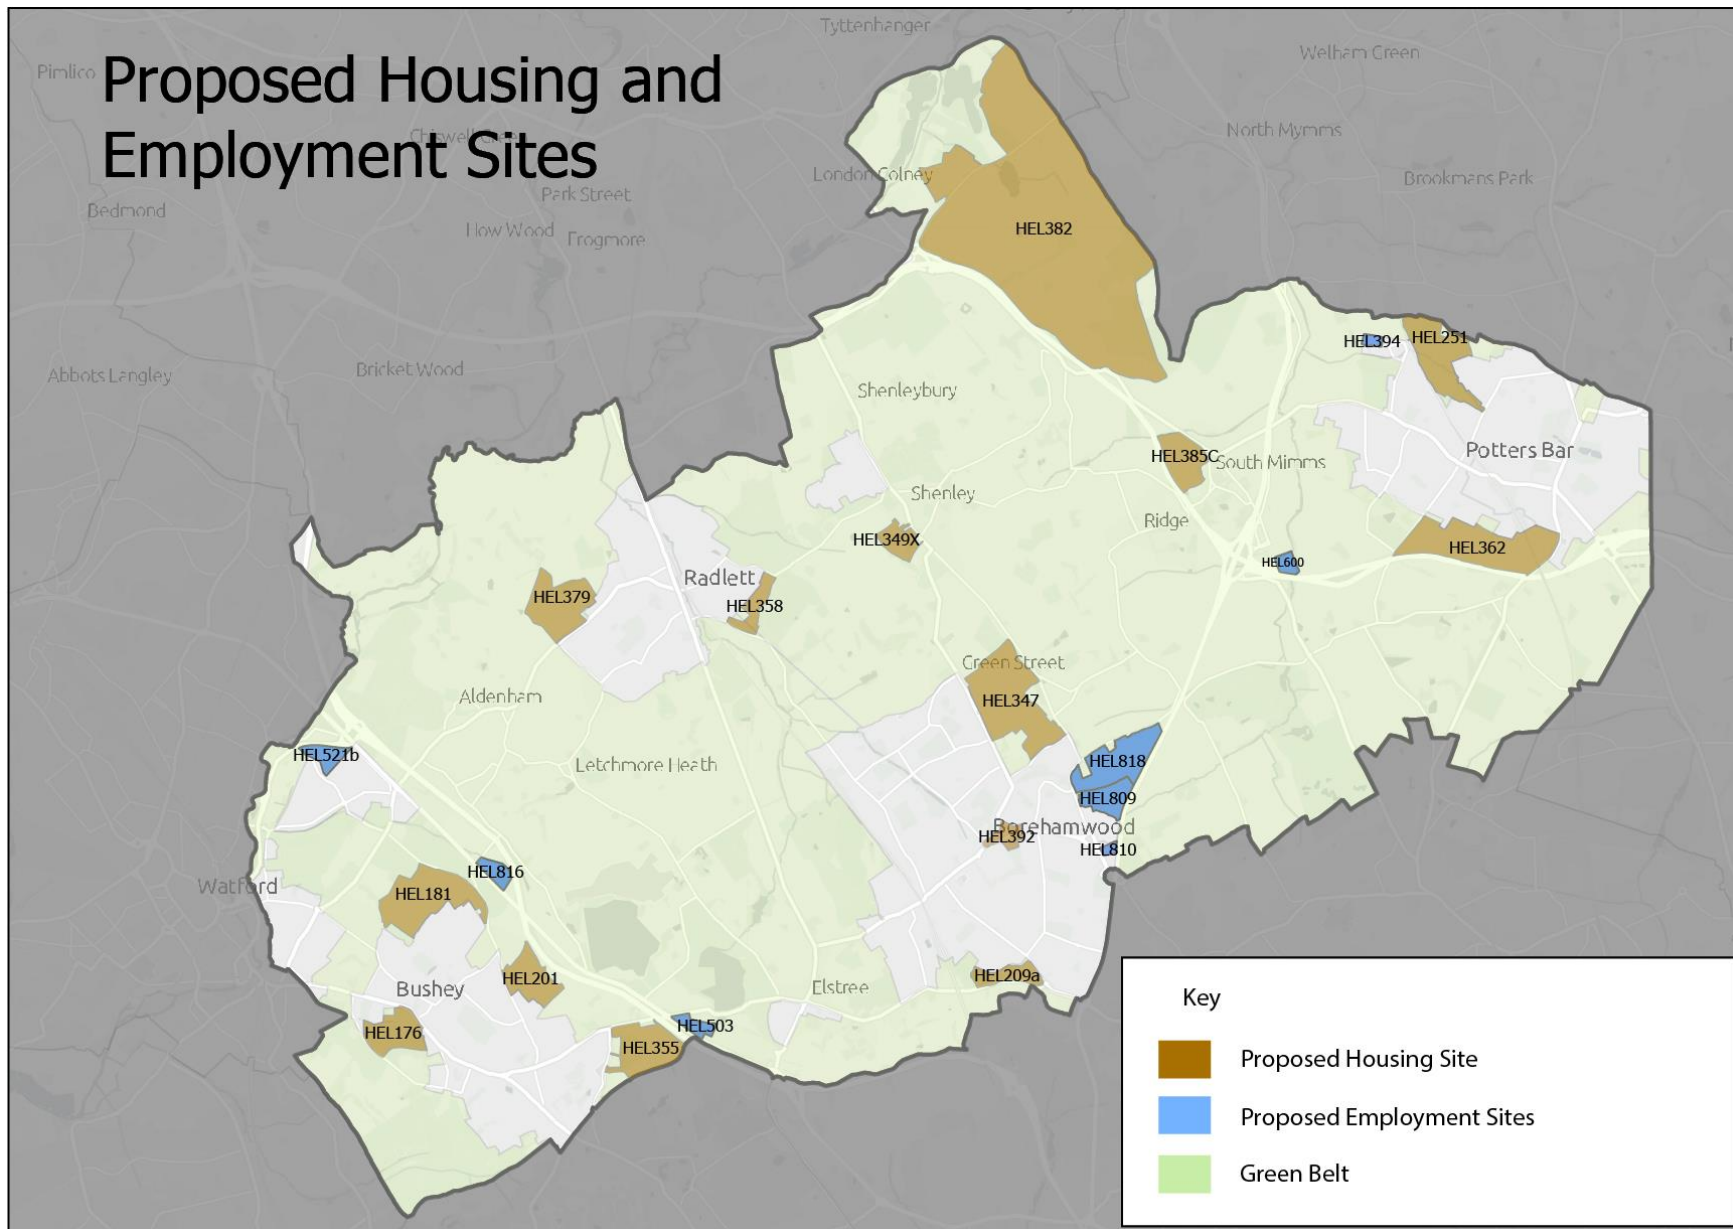 Proposed Housing and
Employment Sites
Tyttenhanger
Welham Green
Pimlico
North Mymms
London Colney
Brookmans Park
Park Street
Bedmond
How Wood
Frogmore
HEL382
HEL394
HEL251
Abbots Langley
Bricket Wood
Shenleybury
Potters Bar
HEL385C
South Mimms
Shenley
Ridge
HEL349X
HEL362
HEL600
Radlett
HEL379
HEL358
Green Street
Aldenham
HEL347
HEL521b
Letchmore Heath
HEL818
HEL809
Borehamwood
HEL392
HEL810
HEL816
Watford
HEL181
HEL201
HEL209a
Bushey
Elstree
HEL176
HEL503
HEL355
Key
Proposed Housing Site
Proposed Employment Sites
Green Belt